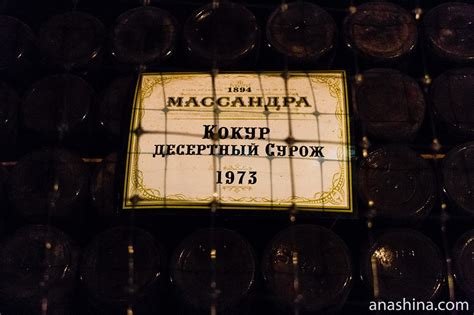 1894
МАССАНДРА
КОКУР
ДЕСЕРТНЫЙ СУРОЖ
1973
anashina.com